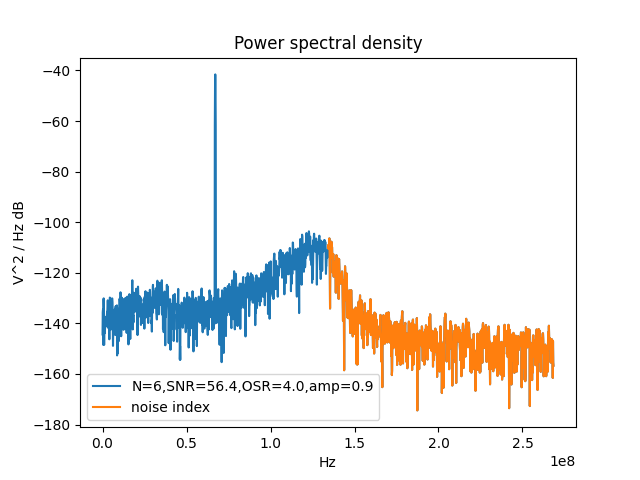 Power spectral density
V^2 / Hz dB
−40
−60
−80
−100
−120
−140
−160
−180
N=6,SNR=56.4,OSR=4.0,amp=0.9
noise index
0.0 0.5 1.0 1.5 2.0 2.5
Hz
1e8